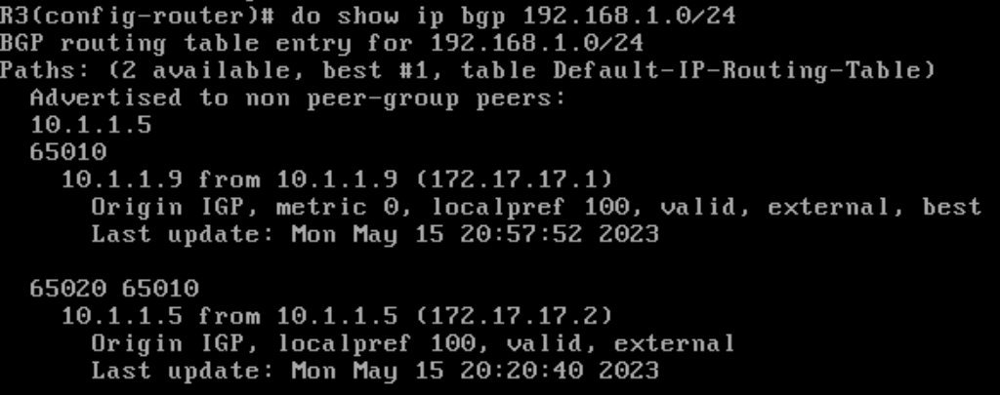 R3(config-router)# do show ip bgp 192.168.1.0/24
BGP routing table entry for 192.168.1.0/24
Paths: (2 available, best #1, table Default-IP-Routing-Table)
  Advertised to non peer-group peers:
  10.1.1.5
  65010
    10.1.1.9 from 10.1.1.9 (172.17.17.1)
      Origin IGP, metric 0, localpref 100, valid, external, best
      Last update: Mon May 15 20:57:52 2023

  65020 65010
    10.1.1.5 from 10.1.1.5 (172.17.17.2)
      Origin IGP, localpref 100, valid, external
      Last update: Mon May 15 20:20:40 2023